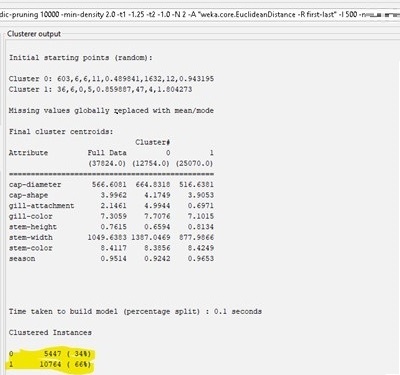 dic-pruning 10000 -min-density 2.0 -t1 -1.25 -t2 -1.0 -N 2 -A "weka.core.EuclideanDistance -R first-last" -I 500
Clusterer output
Initial starting points (random):
Cluster 0: 603,6,6,11,0.489841,1632,12,0.943195
Cluster 1: 36,6,0,5,0.859887,47,4,1.804273
Missing values globally replaced with mean/mode
Final cluster centroids:
Cluster#
Attribute Full Data 0 1
(37824.0) (12754.0) (25070.0)
==================================================
cap-diameter 566.6081 664.8318 516.6381
cap-shape 3.9962 4.1749 3.9053
gill-attachment 2.1461 4.9944 0.6971
gill-color 7.3059 7.7076 7.1015
stem-height 0.7615 0.6594 0.8134
stem-width 1049.6383 1387.0469 877.9866
stem-color 8.4117 8.3856 8.4249
season 0.9514 0.9242 0.9653
Time taken to build model (percentage split) : 0.1 seconds
Clustered Instances
0 5447 ( 34%)
1 10764 ( 66%)